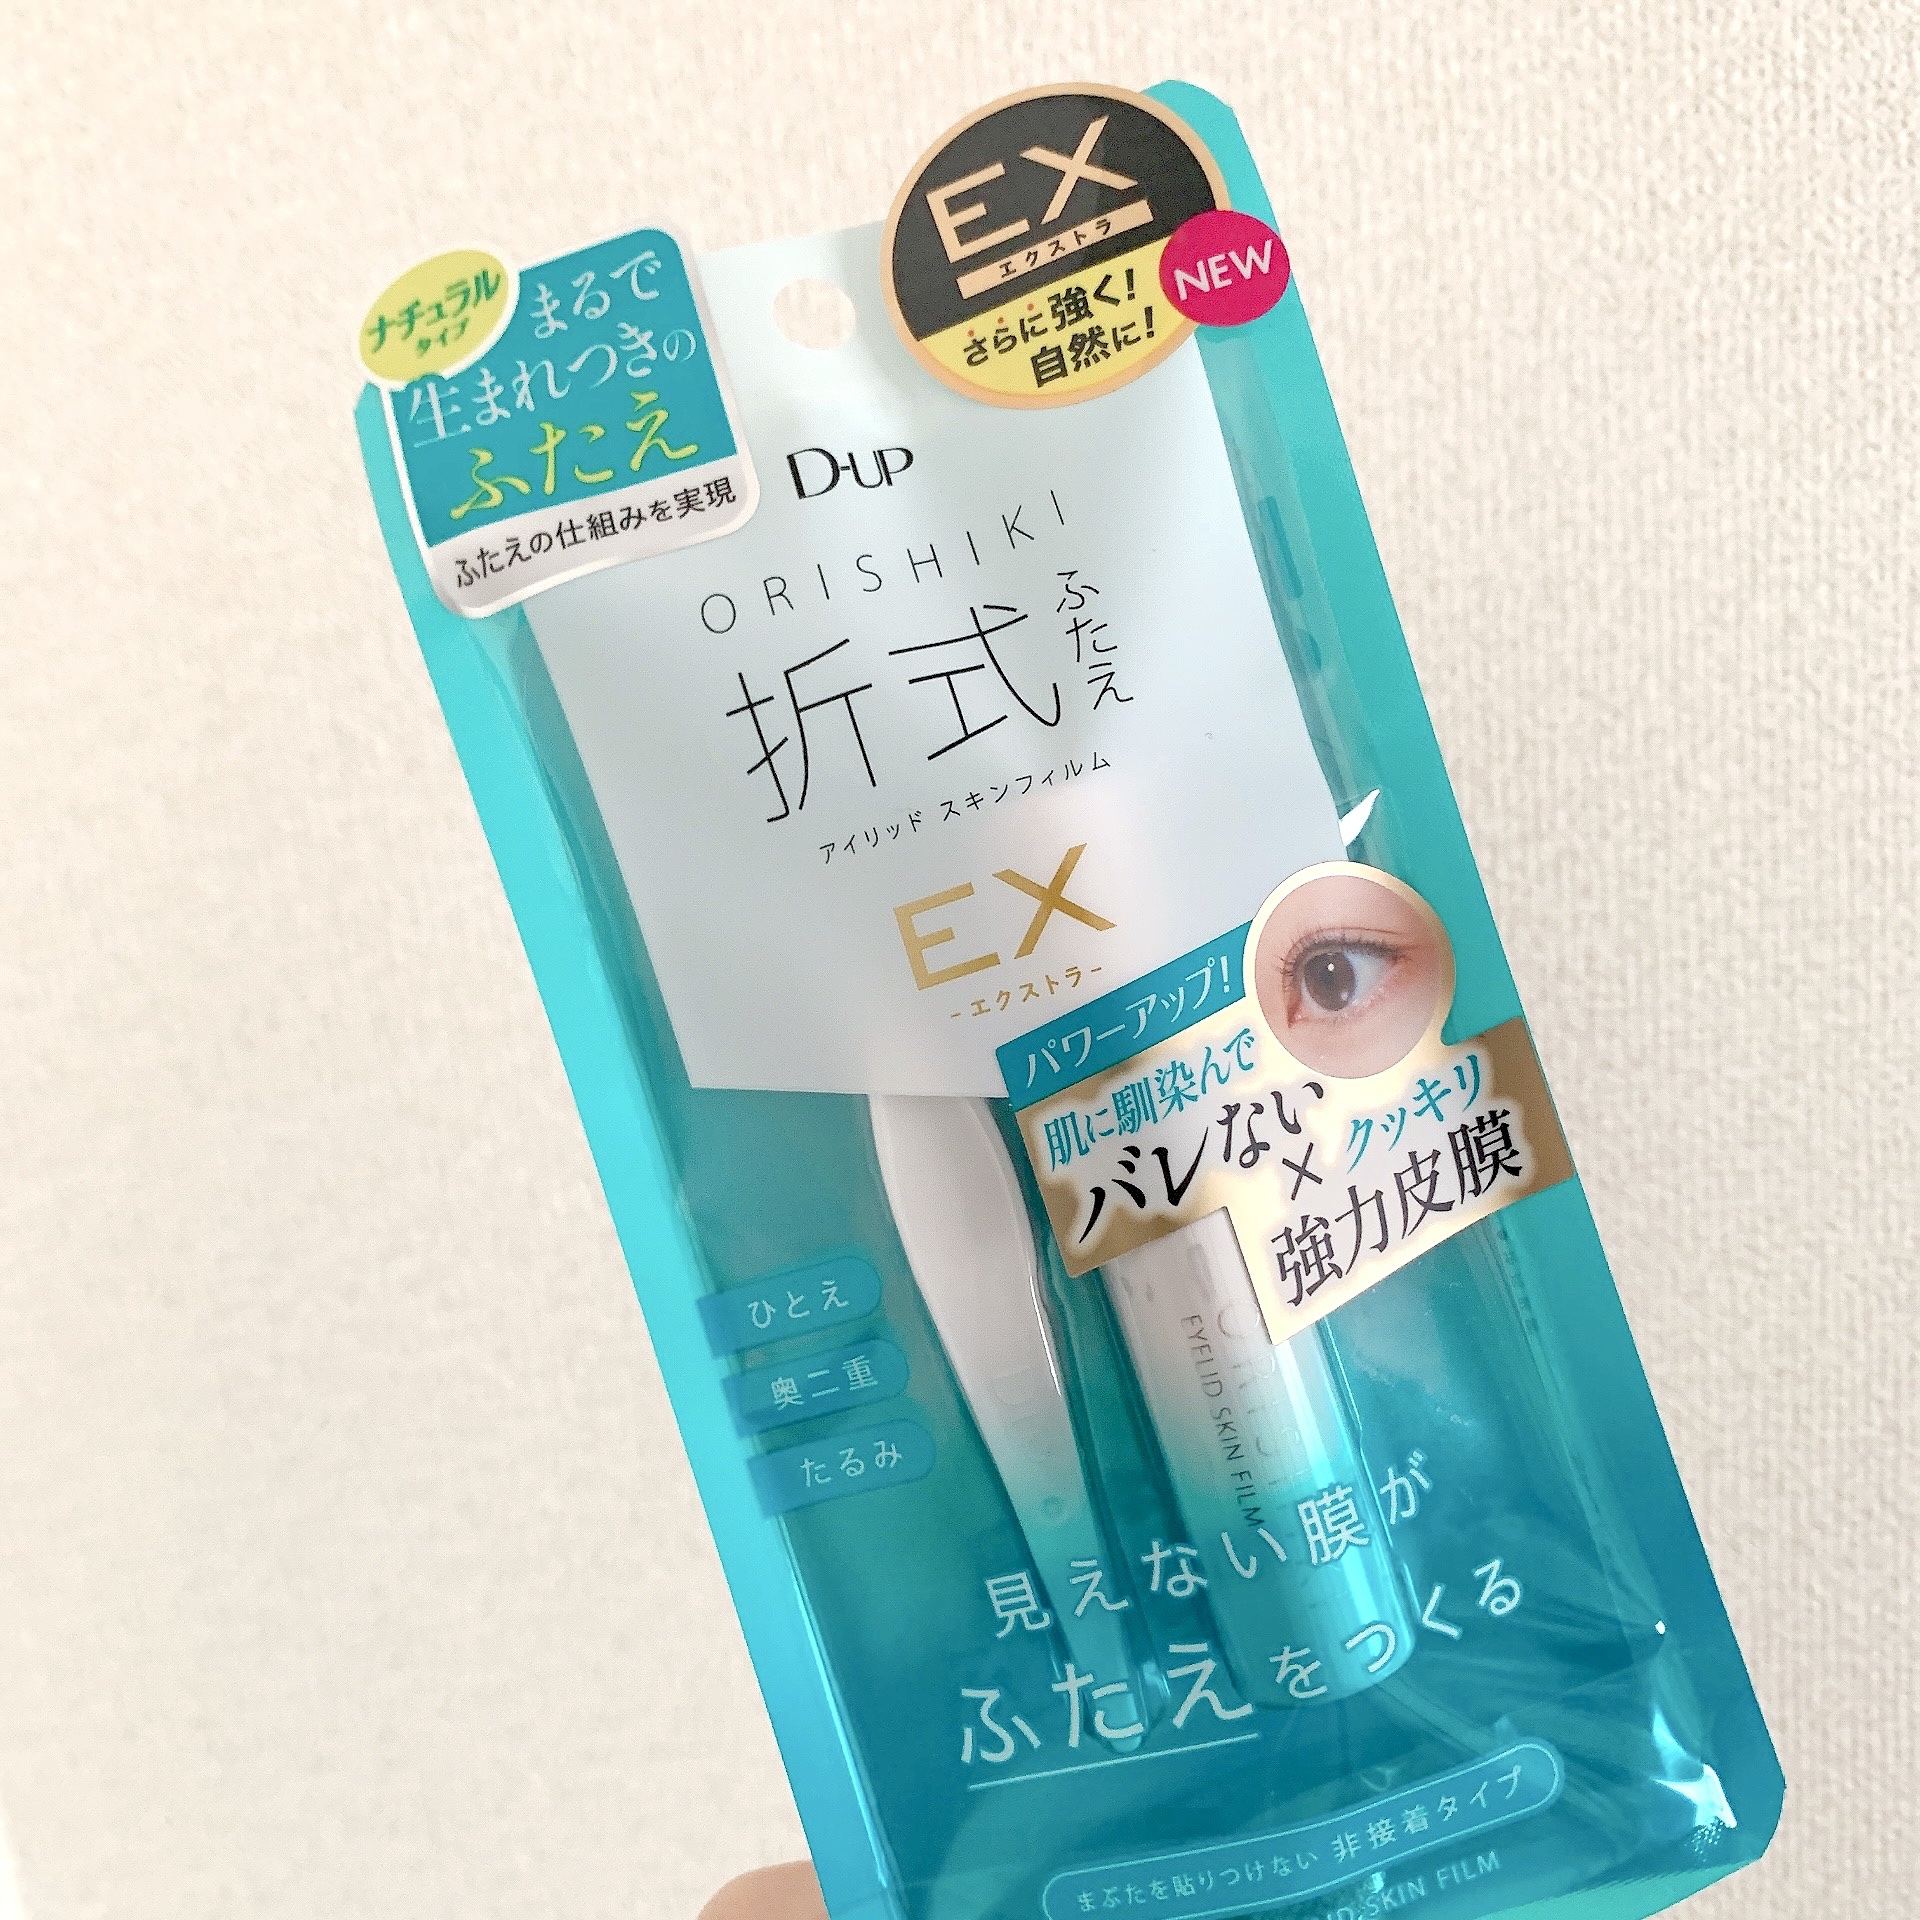 EX
エクストラ
さらに強く!
自然に!
NEW
ナチュラル
タイプ
まるで
生まれつきの
ふたえ
ふたえの仕組みを実現
D-UP
ORISHIKI
折式
ふたえ
アイリッド スキンフィルム
EX
-エクストラ-
パワーアップ!
肌に馴染んで
バレない
×
クッキリ
強力皮膜
ひとえ
奥二重
たるみ
EYELID SKIN FILM
見えない膜が
ふたえをつくる
まぶたを貼りつけない 非接着タイプ
SKIN FILM